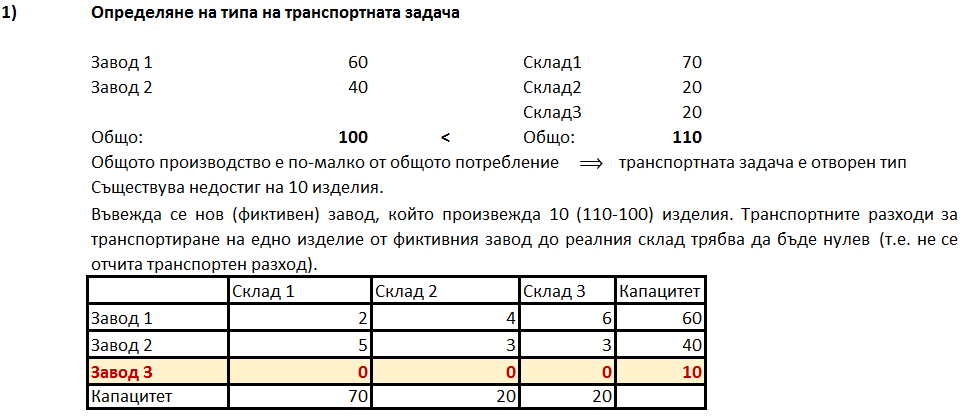 1) Определяне на типа на транспортната задача
Завод 1 60 Склад1 70
Завод 2 40 Склад2 20
Склад3 20
Общо: 100 < Общо: 110
Общото производство е по-малко от общото потребление ⟹ транспортната задача е отворен тип
Съществува недостиг на 10 изделия.
Въвежда се нов (фиктивен) завод, който произвежда 10 (110-100) изделия. Транспортните разходи за
транспортиране на едно изделие от фиктивния завод до реалния склад трябва да бъде нулев (т.е. не се
отчита транспортен разход).
Склад 1 Склад 2 Склад 3 Капацитет
Завод 1 2 4 6 60
Завод 2 5 3 3 40
Завод 3 0 0 0 10
Капацитет 70 20 20